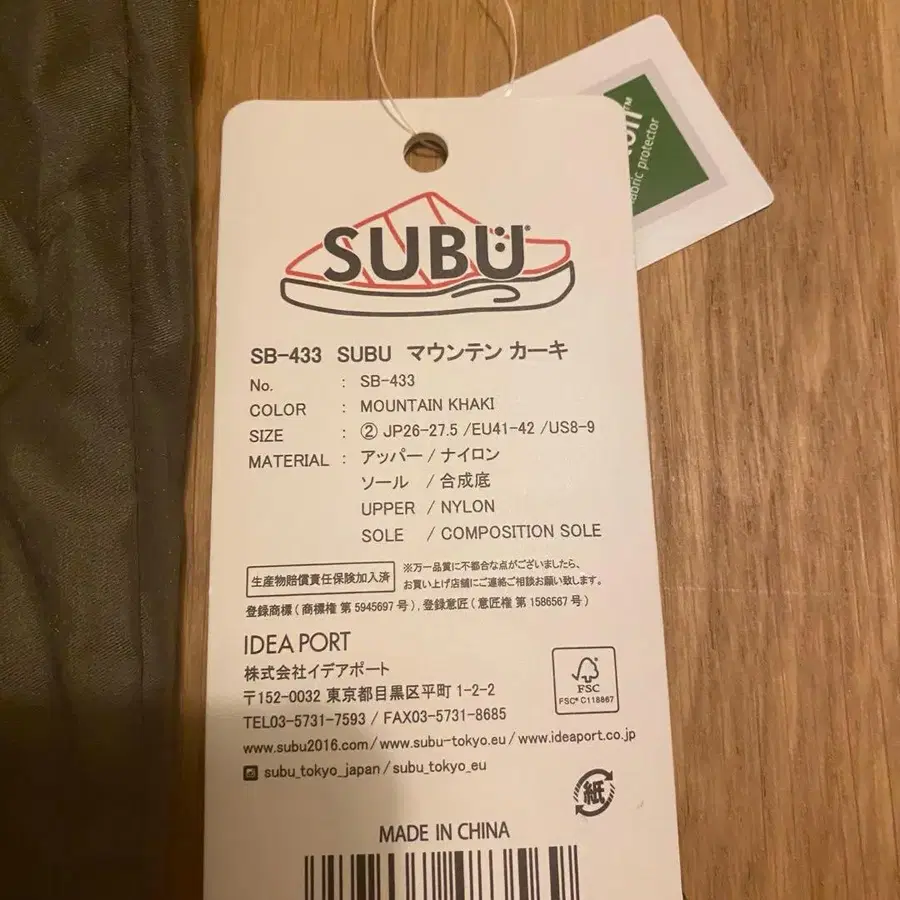 fabric protector
SUBU
SB-433 SUBU マウンテン カーキ
No. : SB-433
COLOR : MOUNTAIN KHAKI
SIZE : ② JP26-27.5 /EU41-42 /US8-9
MATERIAL : アッパー / ナイロン
ソール / 合成底
UPPER / NYLON
SOLE / COMPOSITION SOLE
生産物賠償責任保険加入済
※万一品質に不都合な点がございましたら、
お買い上げ店舗にご連絡ご相談お願い致します。
登録商標 ( 商標権 第 5945697 号 ) , 登録意匠 ( 意匠権 第 1586567 号 )
IDEA PORT
株式会社イデアポート
〒152-0032 東京都目黒区平町 1-2-2
TEL03-5731-7593 / FAX03-5731-8685
www.subu2016.com / www.subu-tokyo.eu / www.ideaport.co.jp
subu_tokyo_japan / subu_tokyo_eu
FSC
FSC® C118867
紙
MADE IN CHINA